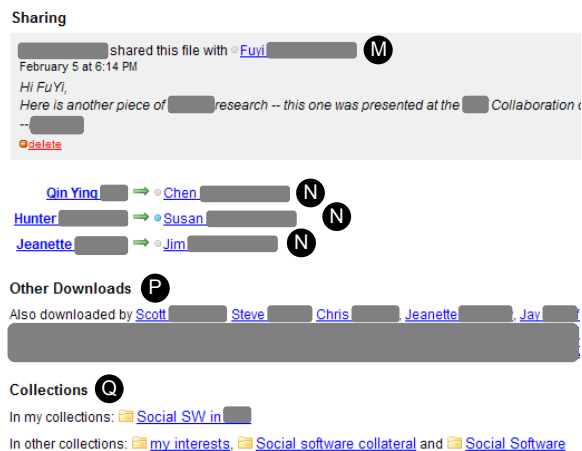 Sharing
shared this file with Fuyi M
February 5 at 6:14 PM
Hi FuYi,
Here is another piece of research -- this one was presented at the Collaboration
--
delete
Qin Ying Chen N
Hunter Susan N
Jeanette Jim N
Other Downloads P
Also downloaded by Scott Steve Chris , Jeanette , Jay
Collections Q
In my collections: Social SW in
In other collections: my interests, Social software collateral and Social Software